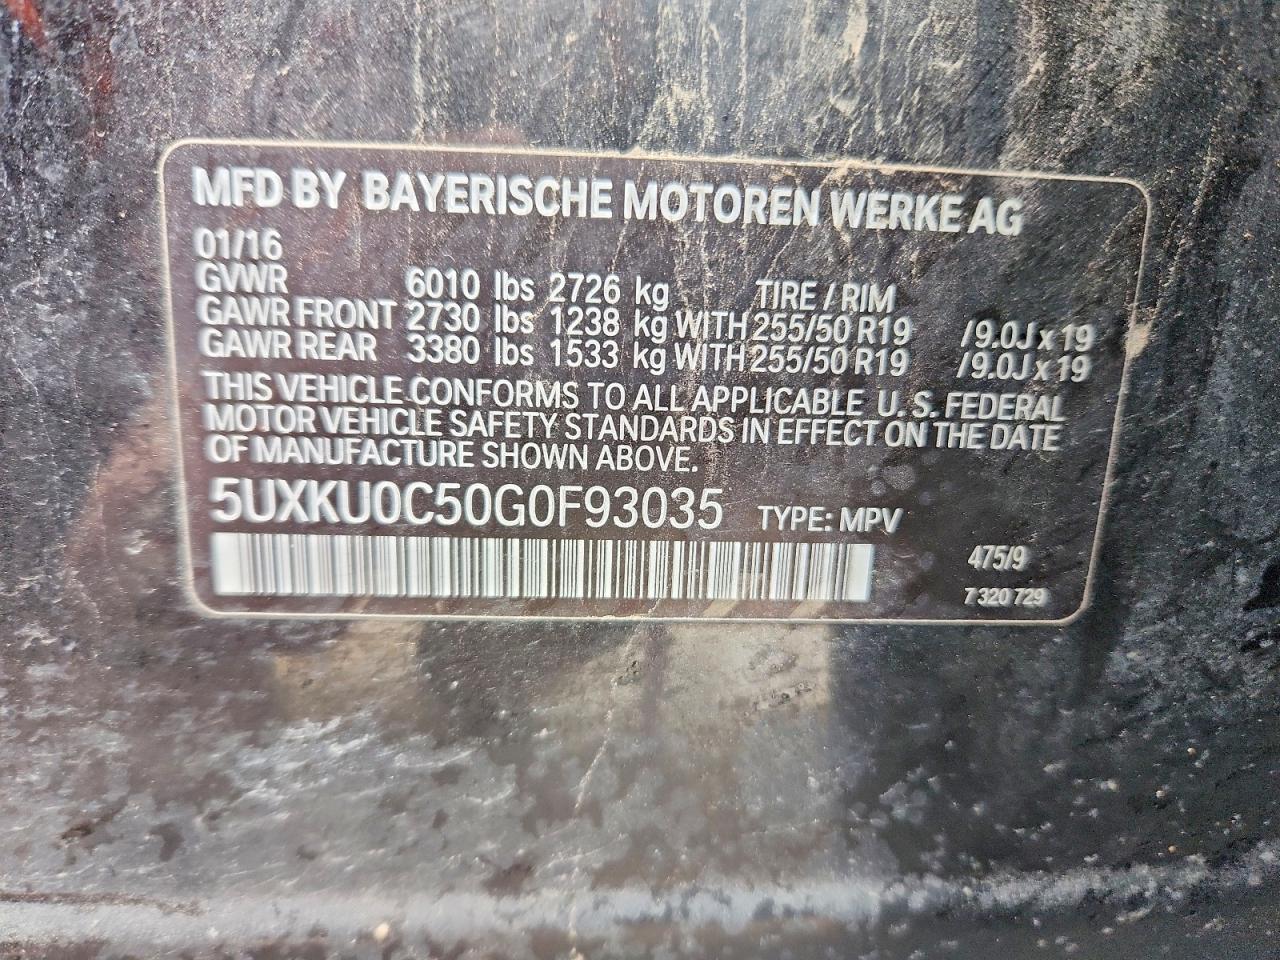 MFD BY BAYERISCHE MOTOREN WERKE AG
01/16
GVWR 6010 lbs 2726 kg TIRE / RIM
GAWR FRONT 2730 lbs 1238 kg WITH 255/50 R19 /9.0J x 19
GAWR REAR 3380 lbs 1533 kg WITH 255/50 R19 /9.0J x 19
THIS VEHICLE CONFORMS TO ALL APPLICABLE U. S. FEDERAL
MOTOR VEHICLE SAFETY STANDARDS IN EFFECT ON THE DATE
OF MANUFACTURE SHOWN ABOVE.
5UXKU0C50G0F93035 TYPE: MPV
475/9
7 320 729